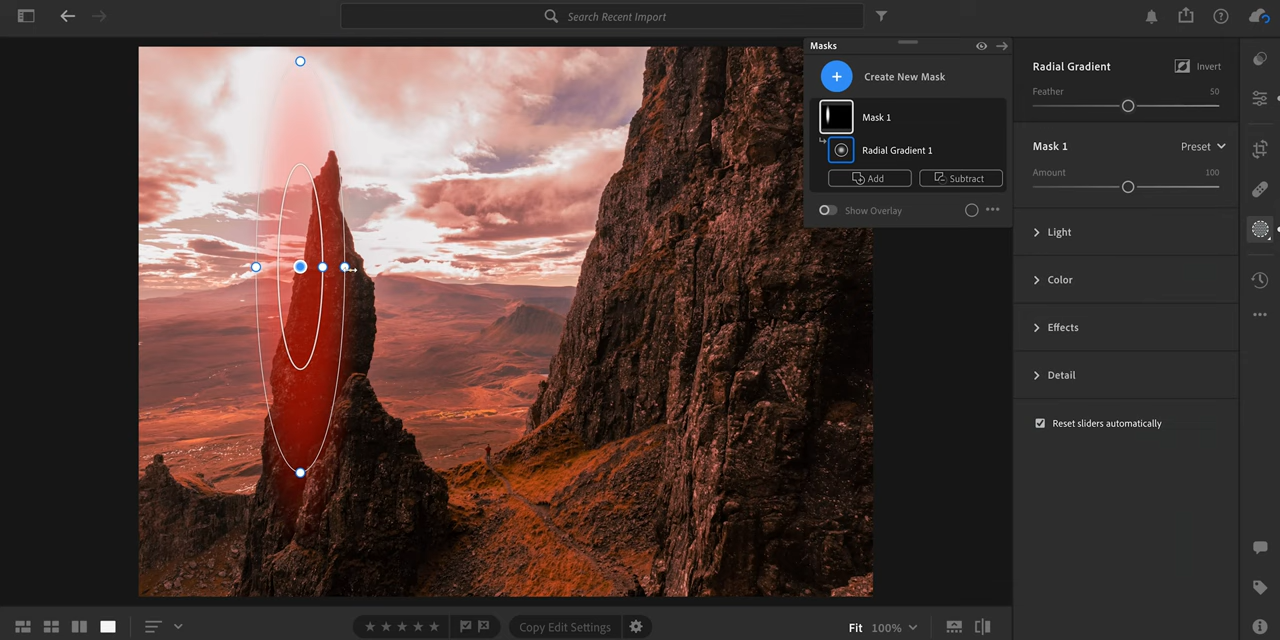 Search Recent Import
Masks
Create New Mask
Mask 1
Radial Gradient 1
Add
Subtract
Show Overlay
Radial Gradient
Invert
Feather
50
Mask 1
Preset
Amount
100
Light
Color
Effects
Detail
Reset sliders automatically
Copy Edit Settings
Fit
100%